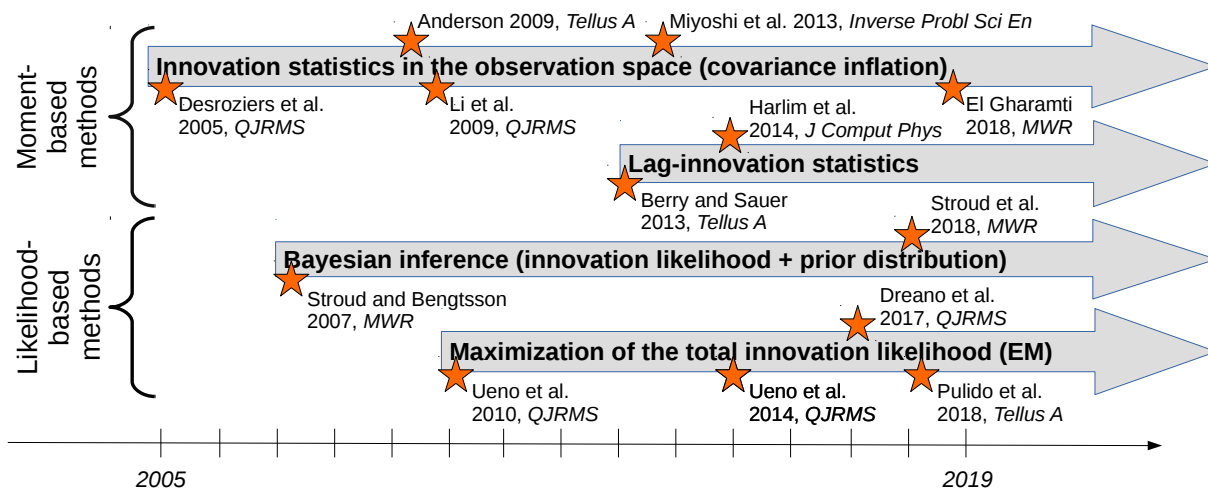 Anderson 2009, Tellus A
Miyoshi et al. 2013, Inverse Probl Sci En
Moment-
based
methods
Innovation statistics in the observation space (covariance inflation)
Desroziers et al.
2005, QJRMS
Li et al.
2009, QJRMS
Harlim et al.
2014, J Comput Phys
El Gharamti
2018, MWR
Lag-innovation statistics
Berry and Sauer
2013, Tellus A
Stroud et al.
2018, MWR
Likelihood-
based
methods
Bayesian inference (innovation likelihood + prior distribution)
Stroud and Bengtsson
2007, MWR
Dreano et al.
2017, QJRMS
Maximization of the total innovation likelihood (EM)
Ueno et al.
2010, QJRMS
Ueno et al.
2014, QJRMS
Pulido et al.
2018, Tellus A
2005
2019